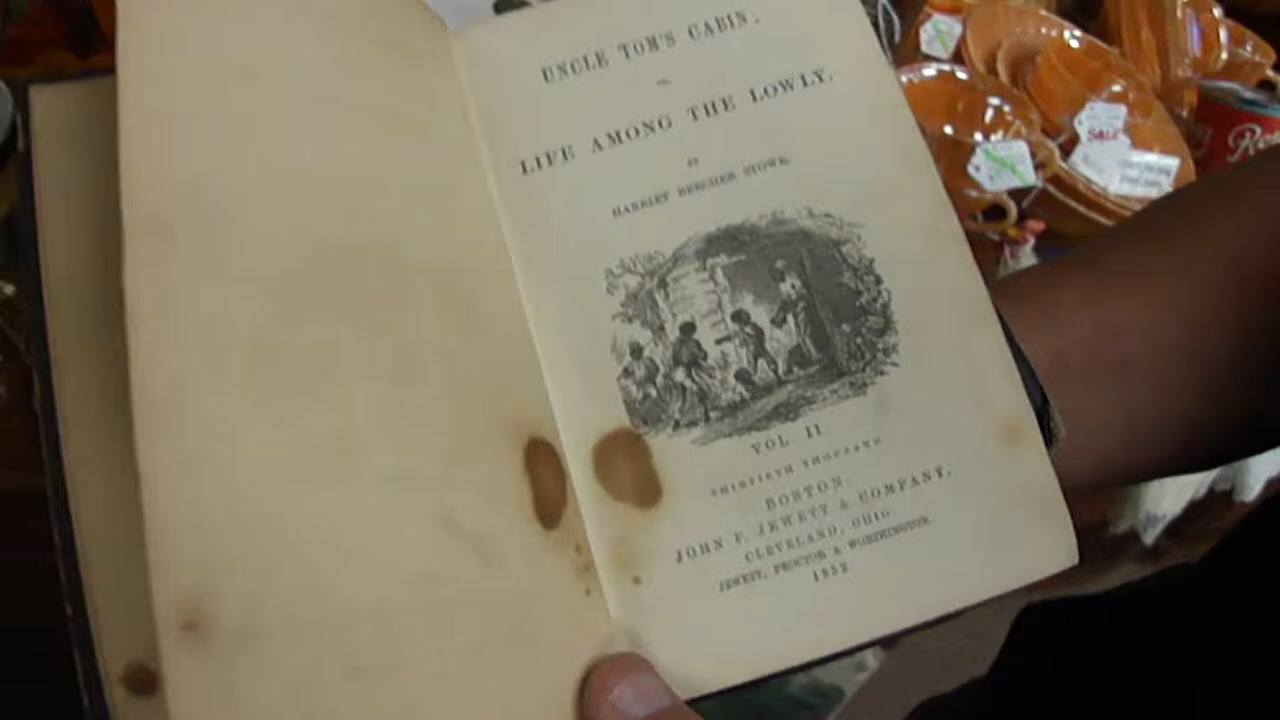 UNCLE TOM'S CABIN;
OR,
LIFE AMONG THE LOWLY.
BY
HARRIET BEECHER STOWE.
VOL II
THIRTIETH THOUSAND
BOSTON:
JOHN P. JEWETT & COMPANY,
CLEVELAND, OHIO:
JEWETT, PROCTOR & WORTHINGTON.
1852
SALE